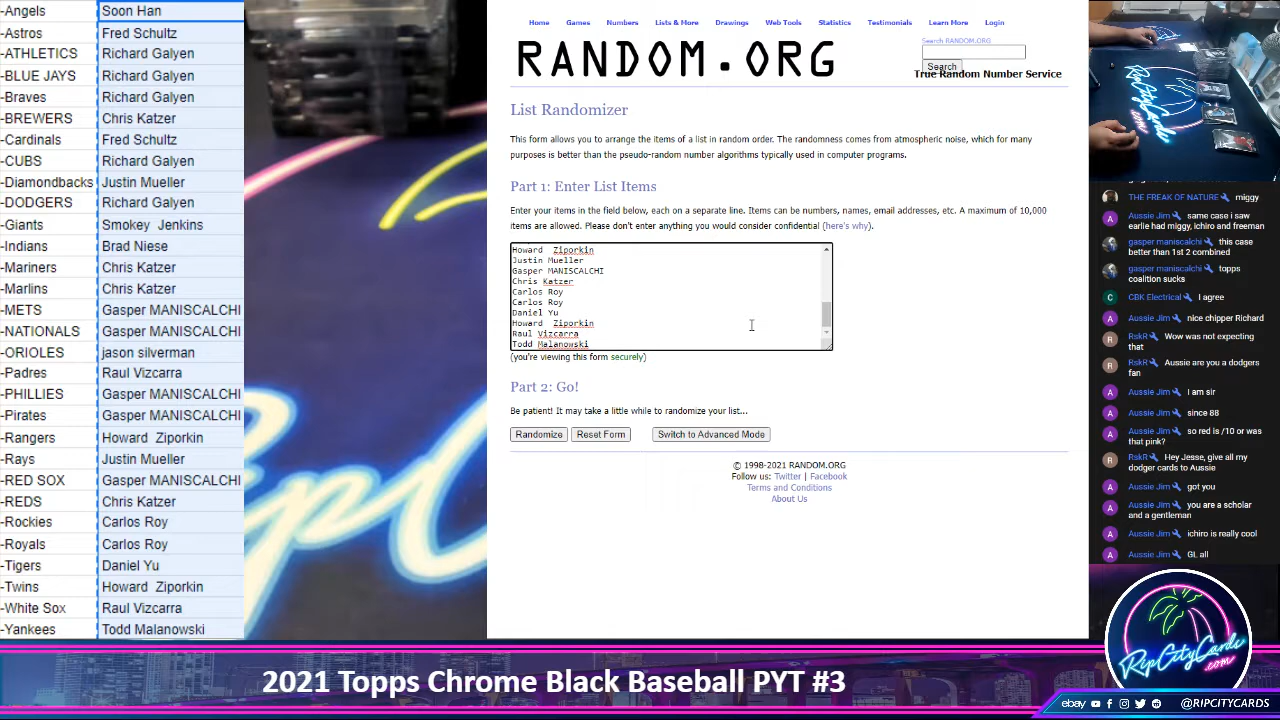 -Angels Soon Han
-Astros Fred Schultz
-ATHLETICS Richard Galyen
-BLUE JAYS Richard Galyen
-Braves Richard Galyen
-BREWERS Chris Katzer
-Cardinals Fred Schultz
-CUBS Richard Galyen
-Diamondbacks Justin Mueller
-DODGERS Richard Galyen
-Giants Smokey Jenkins
-Indians Brad Niese
-Mariners Chris Katzer
-Marlins Chris Katzer
-METS Gasper MANISCALCHI
-NATIONALS Gasper MANISCALCHI
-ORIOLES jason silverman
-Padres Raul Vizcarra
-PHILLIES Gasper MANISCALCHI
-Pirates Gasper MANISCALCHI
-Rangers Howard Ziporkin
-Rays Justin Mueller
-RED SOX Gasper MANISCALCHI
-REDS Chris Katzer
-Rockies Carlos Roy
-Royals Carlos Roy
-Tigers Daniel Yu
-Twins Howard Ziporkin
-White Sox Raul Vizcarra
-Yankees Todd Malanowski
Home Games Numbers Lists & More Drawings Web Tools Statistics Testimonials Learn More Login
RANDOM.ORG
Search RANDOM.ORG
Search
True Random Number Service
List Randomizer
This form allows you to arrange the items of a list in random order. The randomness comes from atmospheric noise, which for many
purposes is better than the pseudo-random number algorithms typically used in computer programs.
Part 1: Enter List Items
Enter your items in the field below, each on a separate line. Items can be numbers, names, email addresses, etc. A maximum of 10,000
items are allowed. Please don't enter anything you would consider confidential (here's why).
Howard Ziporkin
Justin Mueller
Gasper MANISCALCHI
Chris Katzer
Carlos Roy
Carlos Roy
Daniel Yu
Howard Ziporkin
Raul Vizcarra
Todd Malanowski
(you're viewing this form securely)
Part 2: Go!
Be patient! It may take a little while to randomize your list...
Randomize Reset Form Switch to Advanced Mode
© 1998-2021 RANDOM.ORG
Follow us: Twitter | Facebook
Terms and Conditions
About Us
RipCityCards
THE FREAK OF NATURE miggy
A Aussie Jim same case i saw
earlie had miggy, ichiro and freeman
gasper maniscalchi this case
better than 1st 2 combined
gasper maniscalchi topps
coalition sucks
C CBK Electrical I agree
A Aussie Jim nice chipper Richard
R RskR Wow was not expecting
that
R RskR Aussie are you a dodgers
fan
A Aussie Jim I am sir
A Aussie Jim since 88
A Aussie Jim so red is /10 or was
that pink?
R RskR Hey Jesse, give all my
dodger cards to Aussie
A Aussie Jim got you
A Aussie Jim you are a scholar
and a gentleman
A Aussie Jim ichiro is really cool
A Aussie Jim GL all
RipCityCards
.com
2021 Topps Chrome Black Baseball PYT #3
ebay @RIPCITYCARDS